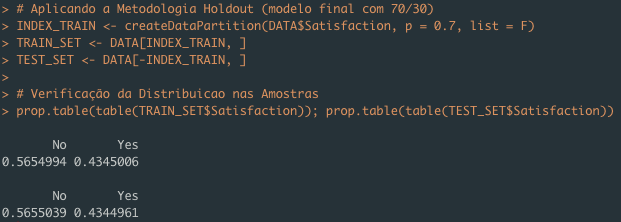 > # Aplicando a Metodologia Holdout (modelo final com 70/30)
> INDEX_TRAIN <- createDataPartition(DATA$Satisfaction, p = 0.7, list = F)
> TRAIN_SET <- DATA[INDEX_TRAIN, ]
> TEST_SET <- DATA[-INDEX_TRAIN, ]
>
> # Verificação da Distribuicao nas Amostras
> prop.table(table(TRAIN_SET$Satisfaction)); prop.table(table(TEST_SET$Satisfaction))
No Yes
0.5654994 0.4345006
No Yes
0.5655039 0.4344961